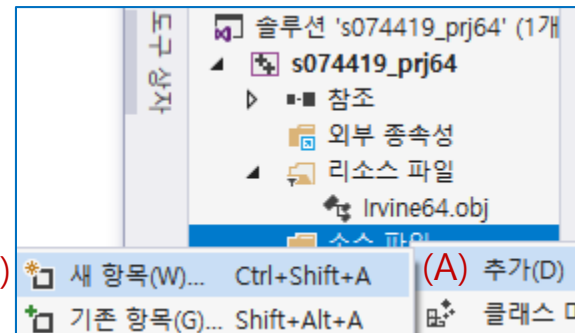 도구 상자
솔루션 's074419_prj64' (1개
s074419_prj64
참조
외부 종속성
리소스 파일
Irvine64.obj
소스 파일
) 새 항목(W)... Ctrl+Shift+A (A) 추가(D)
기존 항목(G)... Shift+Alt+A 클래스